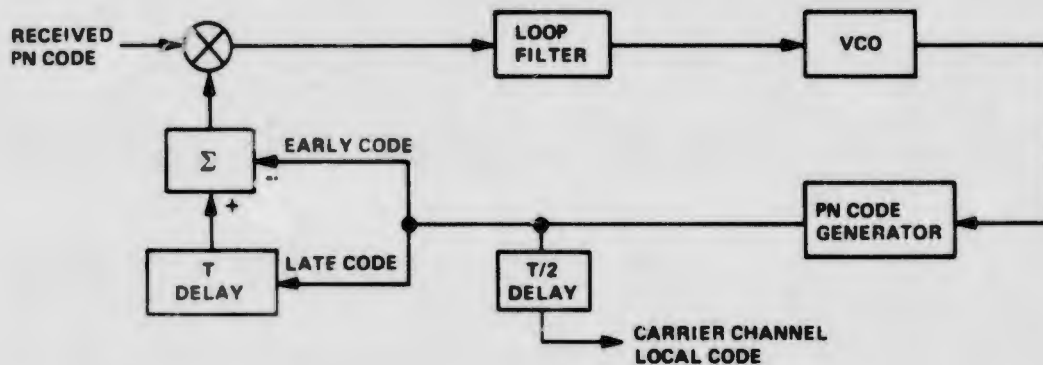 RECEIVED
PN CODE
LOOP
FILTER
VCO
EARLY CODE
Σ
-
+
PN CODE
GENERATOR
LATE CODE
T
DELAY
T/2
DELAY
CARRIER CHANNEL
LOCAL CODE